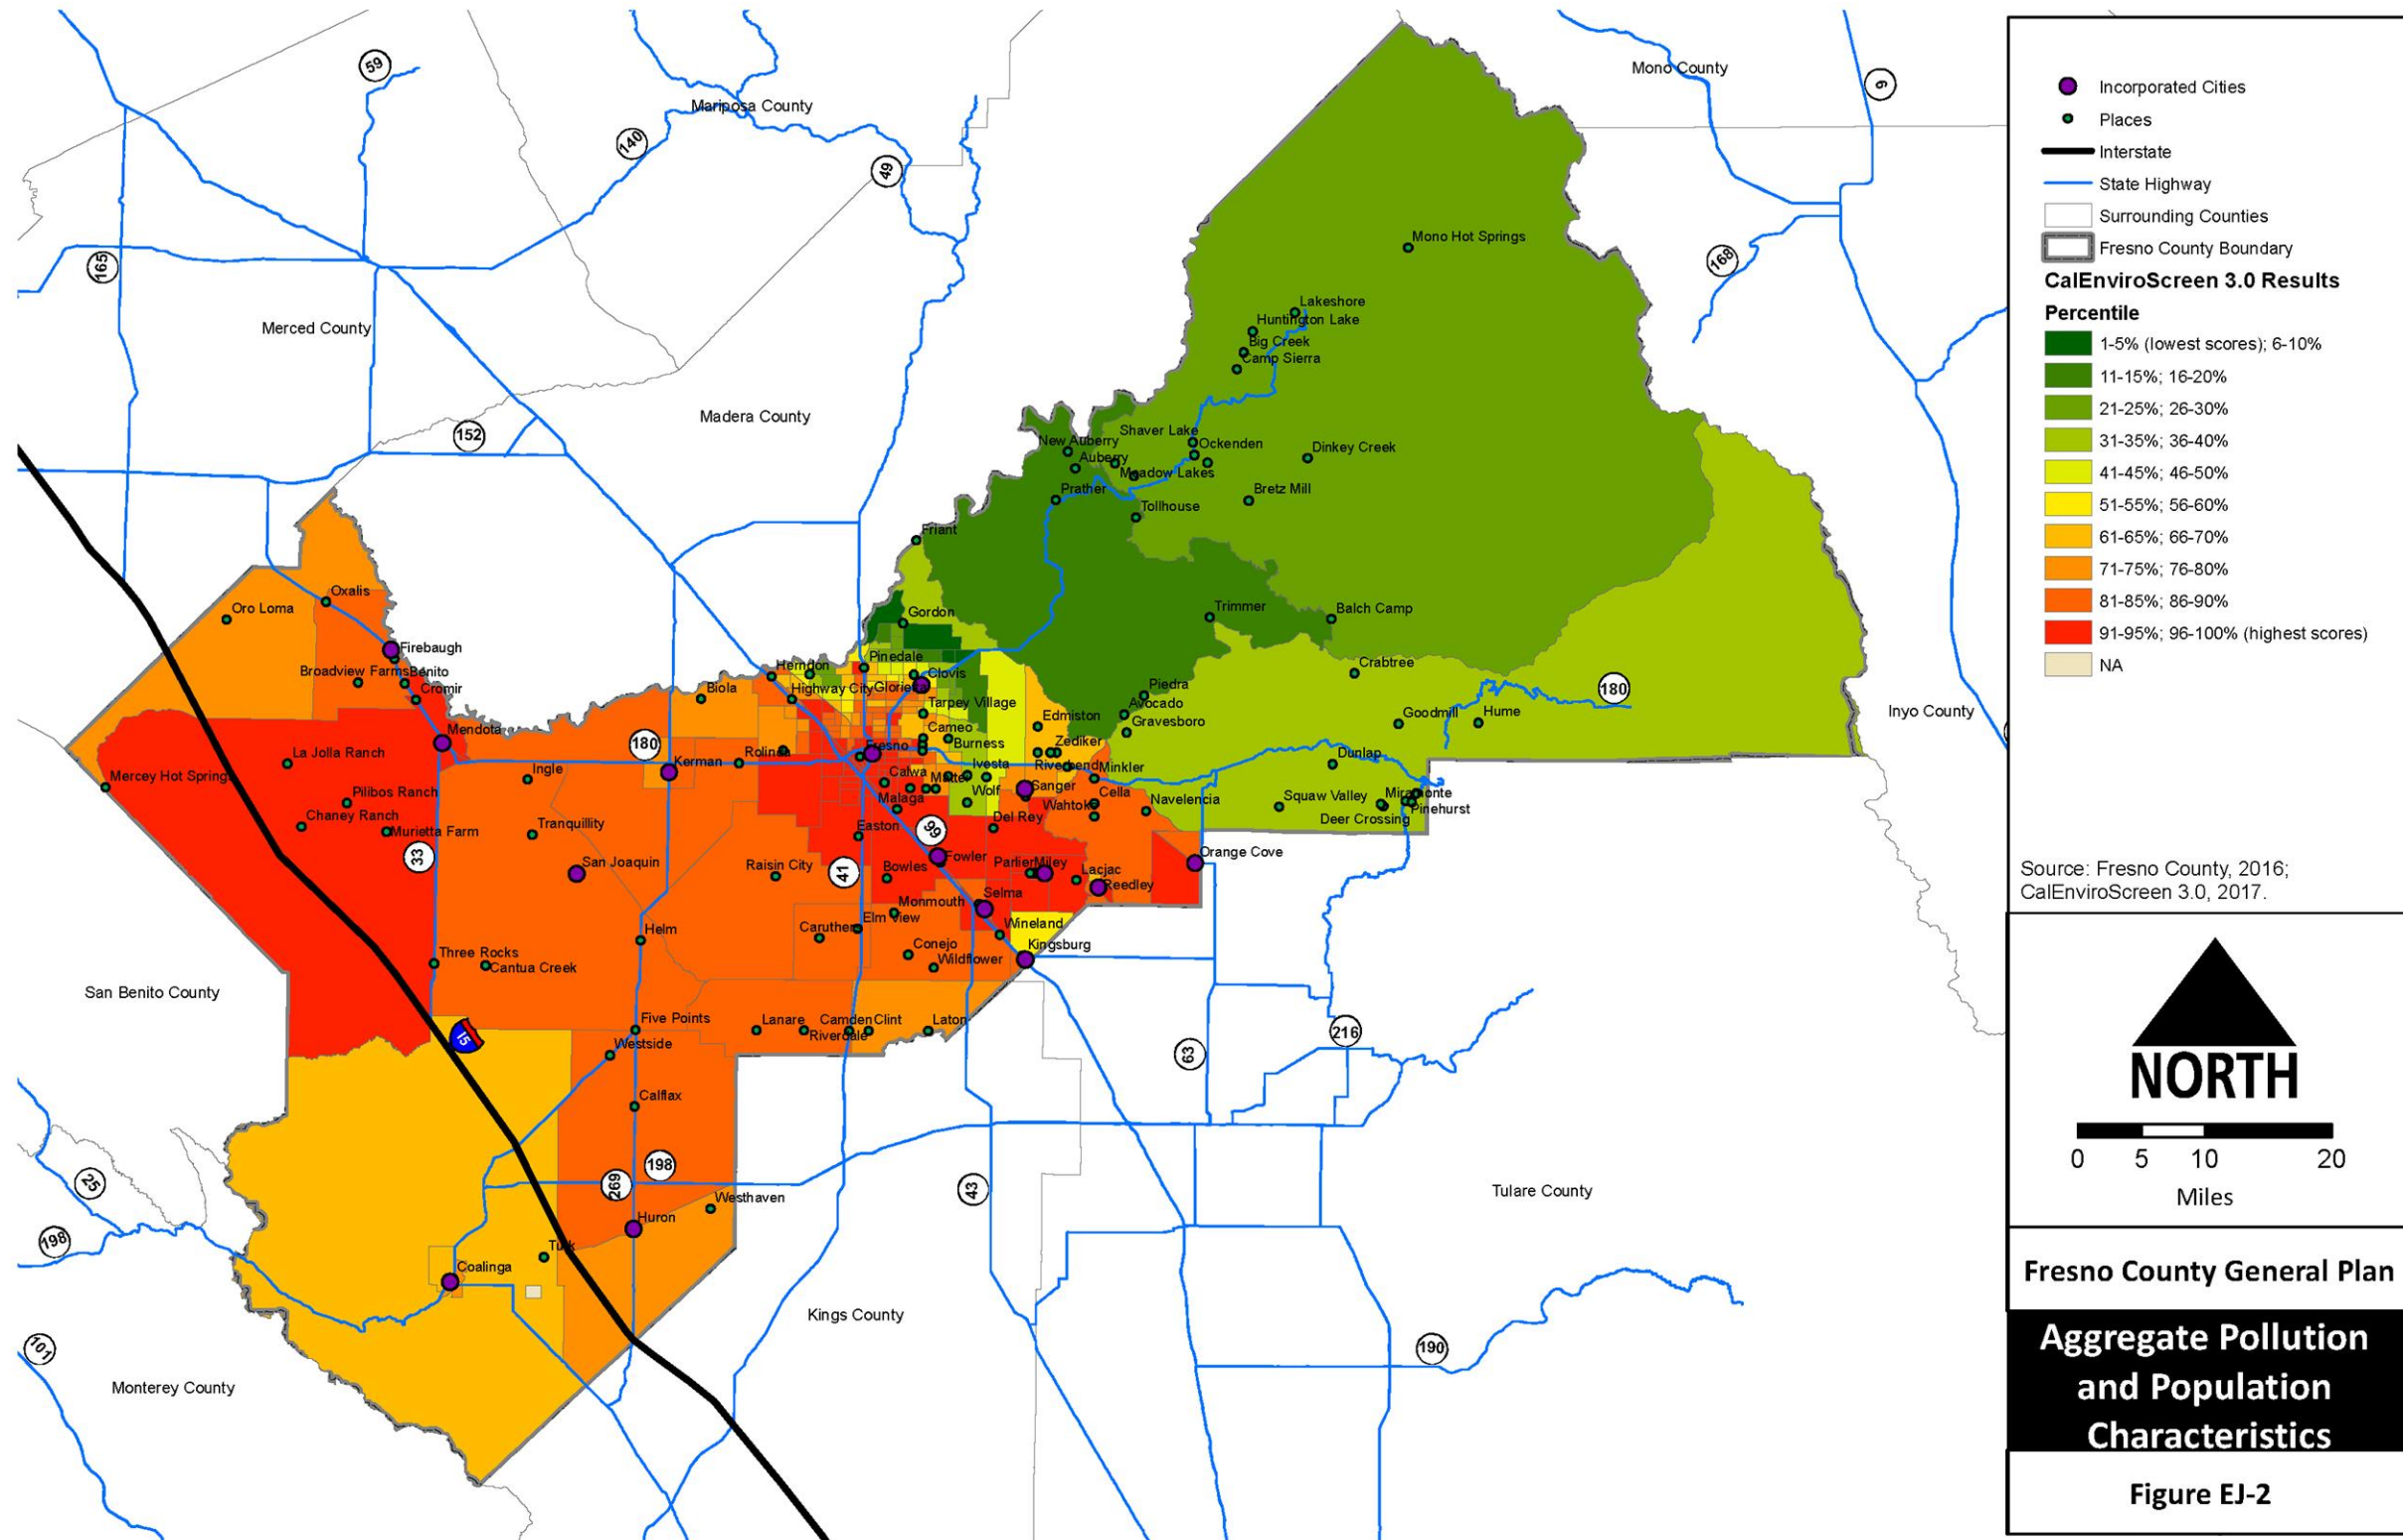 59
Mariposa County
140
49
Mono County
6
165
168
Merced County
Mono Hot Springs
Lakeshore
Huntington Lake
Big Creek
Camp Sierra
Madera County
152
New Auberry
Shaver Lake
Ockenden
Dinkey Creek
Auberry
Meadow Lakes
Prather
Bretz Mill
Tollhouse
Friant
Oxalis
Oro Loma
Gordon
Trimmer
Balch Camp
Firebaugh
Broadview Farms
Benito
Cromir
Herndon
Pinedale
Clovis
Crabtree
Biola
Highway City
Piedra
180
Tarpey Village
Avocado
Edmiston
Gravesboro
Goodmill
Hume
Inyo County
Mendota
Cameo
Burness
Zediker
180
La Jolla Ranch
Fresno
Dunlap
Mercey Hot Springs
Ingle
Kerman
Ivesta
Minkler
Calwa
Sanger
Pilibos Ranch
Malaga
Wolf
Cella
Navelencia
Squaw Valley
Pinehurst
Chaney Ranch
Murietta Farm
Tranquillity
Easton
99
Del Rey
Deer Crossing
33
San Joaquin
Raisin City
41
Bowles
Fowler
Parlier
Miley
Lacjac
Reedley
Orange Cove
Selma
Monmouth
Elm View
Wineland
Helm
Conejo
Kingsburg
Three Rocks
Cantua Creek
Wildflower
San Benito County
Five Points
Lanare
Camden
Clint
Laton
Riverdale
Westside
216
63
Calflax
25
198
269
43
Westhaven
Tulare County
Huron
198
Coalinga
Kings County
101
190
Monterey County
Incorporated Cities
Places
Interstate
State Highway
Surrounding Counties
Fresno County Boundary
CalEnviroScreen 3.0 Results
Percentile
1-5% (lowest scores); 6-10%
11-15%; 16-20%
21-25%; 26-30%
31-35%; 36-40%
41-45%; 46-50%
51-55%; 56-60%
61-65%; 66-70%
71-75%; 76-80%
81-85%; 86-90%
91-95%; 96-100% (highest scores)
NA
Source: Fresno County, 2016;
CalEnviroScreen 3.0, 2017.
NORTH
0 5 10 20
Miles
Fresno County General Plan
Aggregate Pollution
and Population
Characteristics
Figure EJ-2